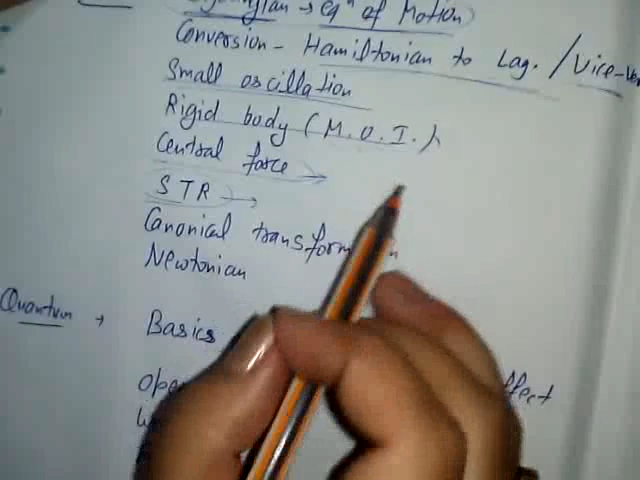 → eqⁿ of Motion)
Conversion - Hamiltonian to Lag. / Vice-
Small oscillation
Rigid body (M.O.I.)
Central force →
STR →
Canonical transform
Newtonian
Quantum → Basics